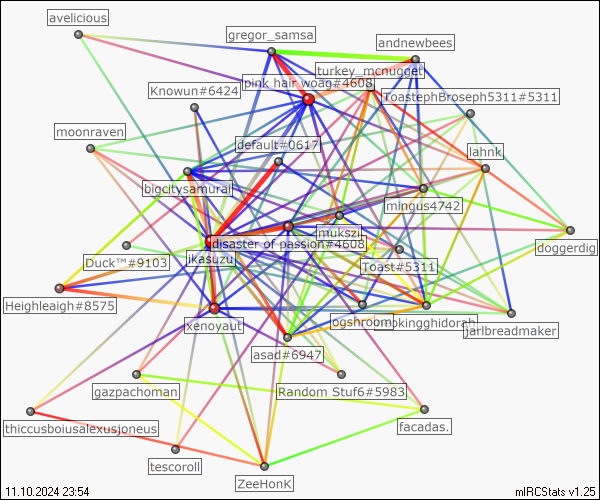 avelicious
gregor_samsa
andnewbees
turkey_mcnugget
pink hair woag#4608
Knowun#6424
ToastephBroseph5311#5311
moonraven
default#0617
lahnk
bigcitysamurai
mingus4742
mukszi
doggerdig
disaster of passion#4608
ikasuzu
Duck™#9103
Toast#5311
Heighleaigh#8575
xenoyaut
ogshroom
jarlbreadmaker
asad#6947
gazpachoman
Random Stuf6#5983
thiccusboiusalexusjoneus
facadas.
tescoroll
ZeeHonK
11.10.2024 23:54
mIRCStats v1.25